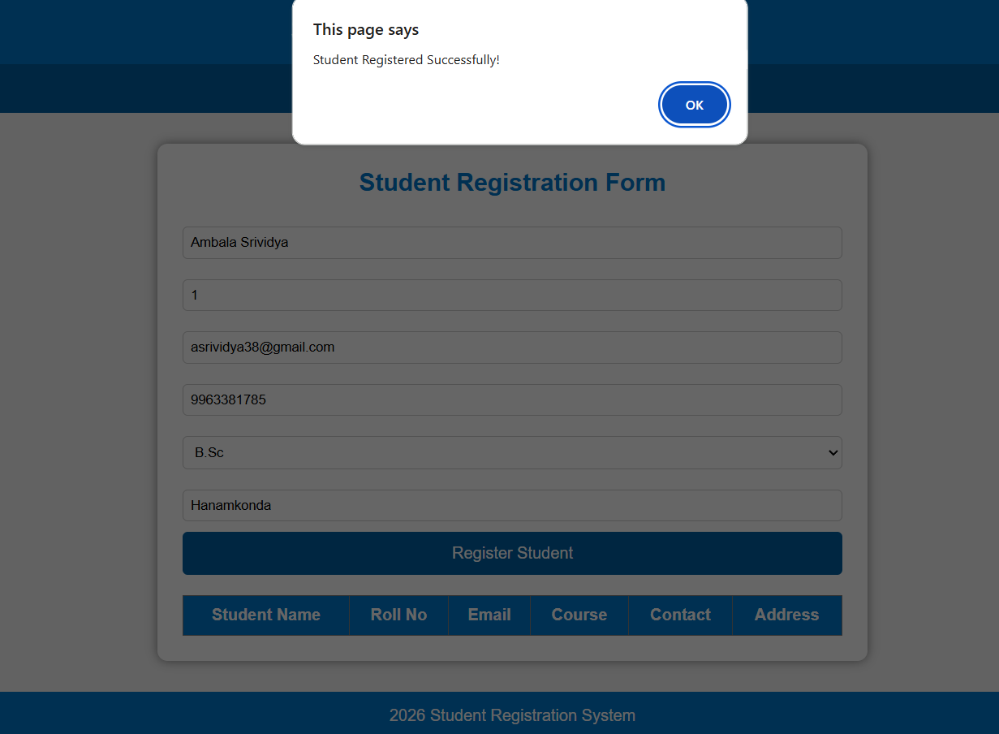 This page says
Student Registered Successfully!
OK
Student Registration Form
Ambala Srividya
1
asrividya38@gmail.com
9963381785
B.Sc
Hanamkonda
Register Student
Student Name Roll No Email Course Contact Address
2026 Student Registration System